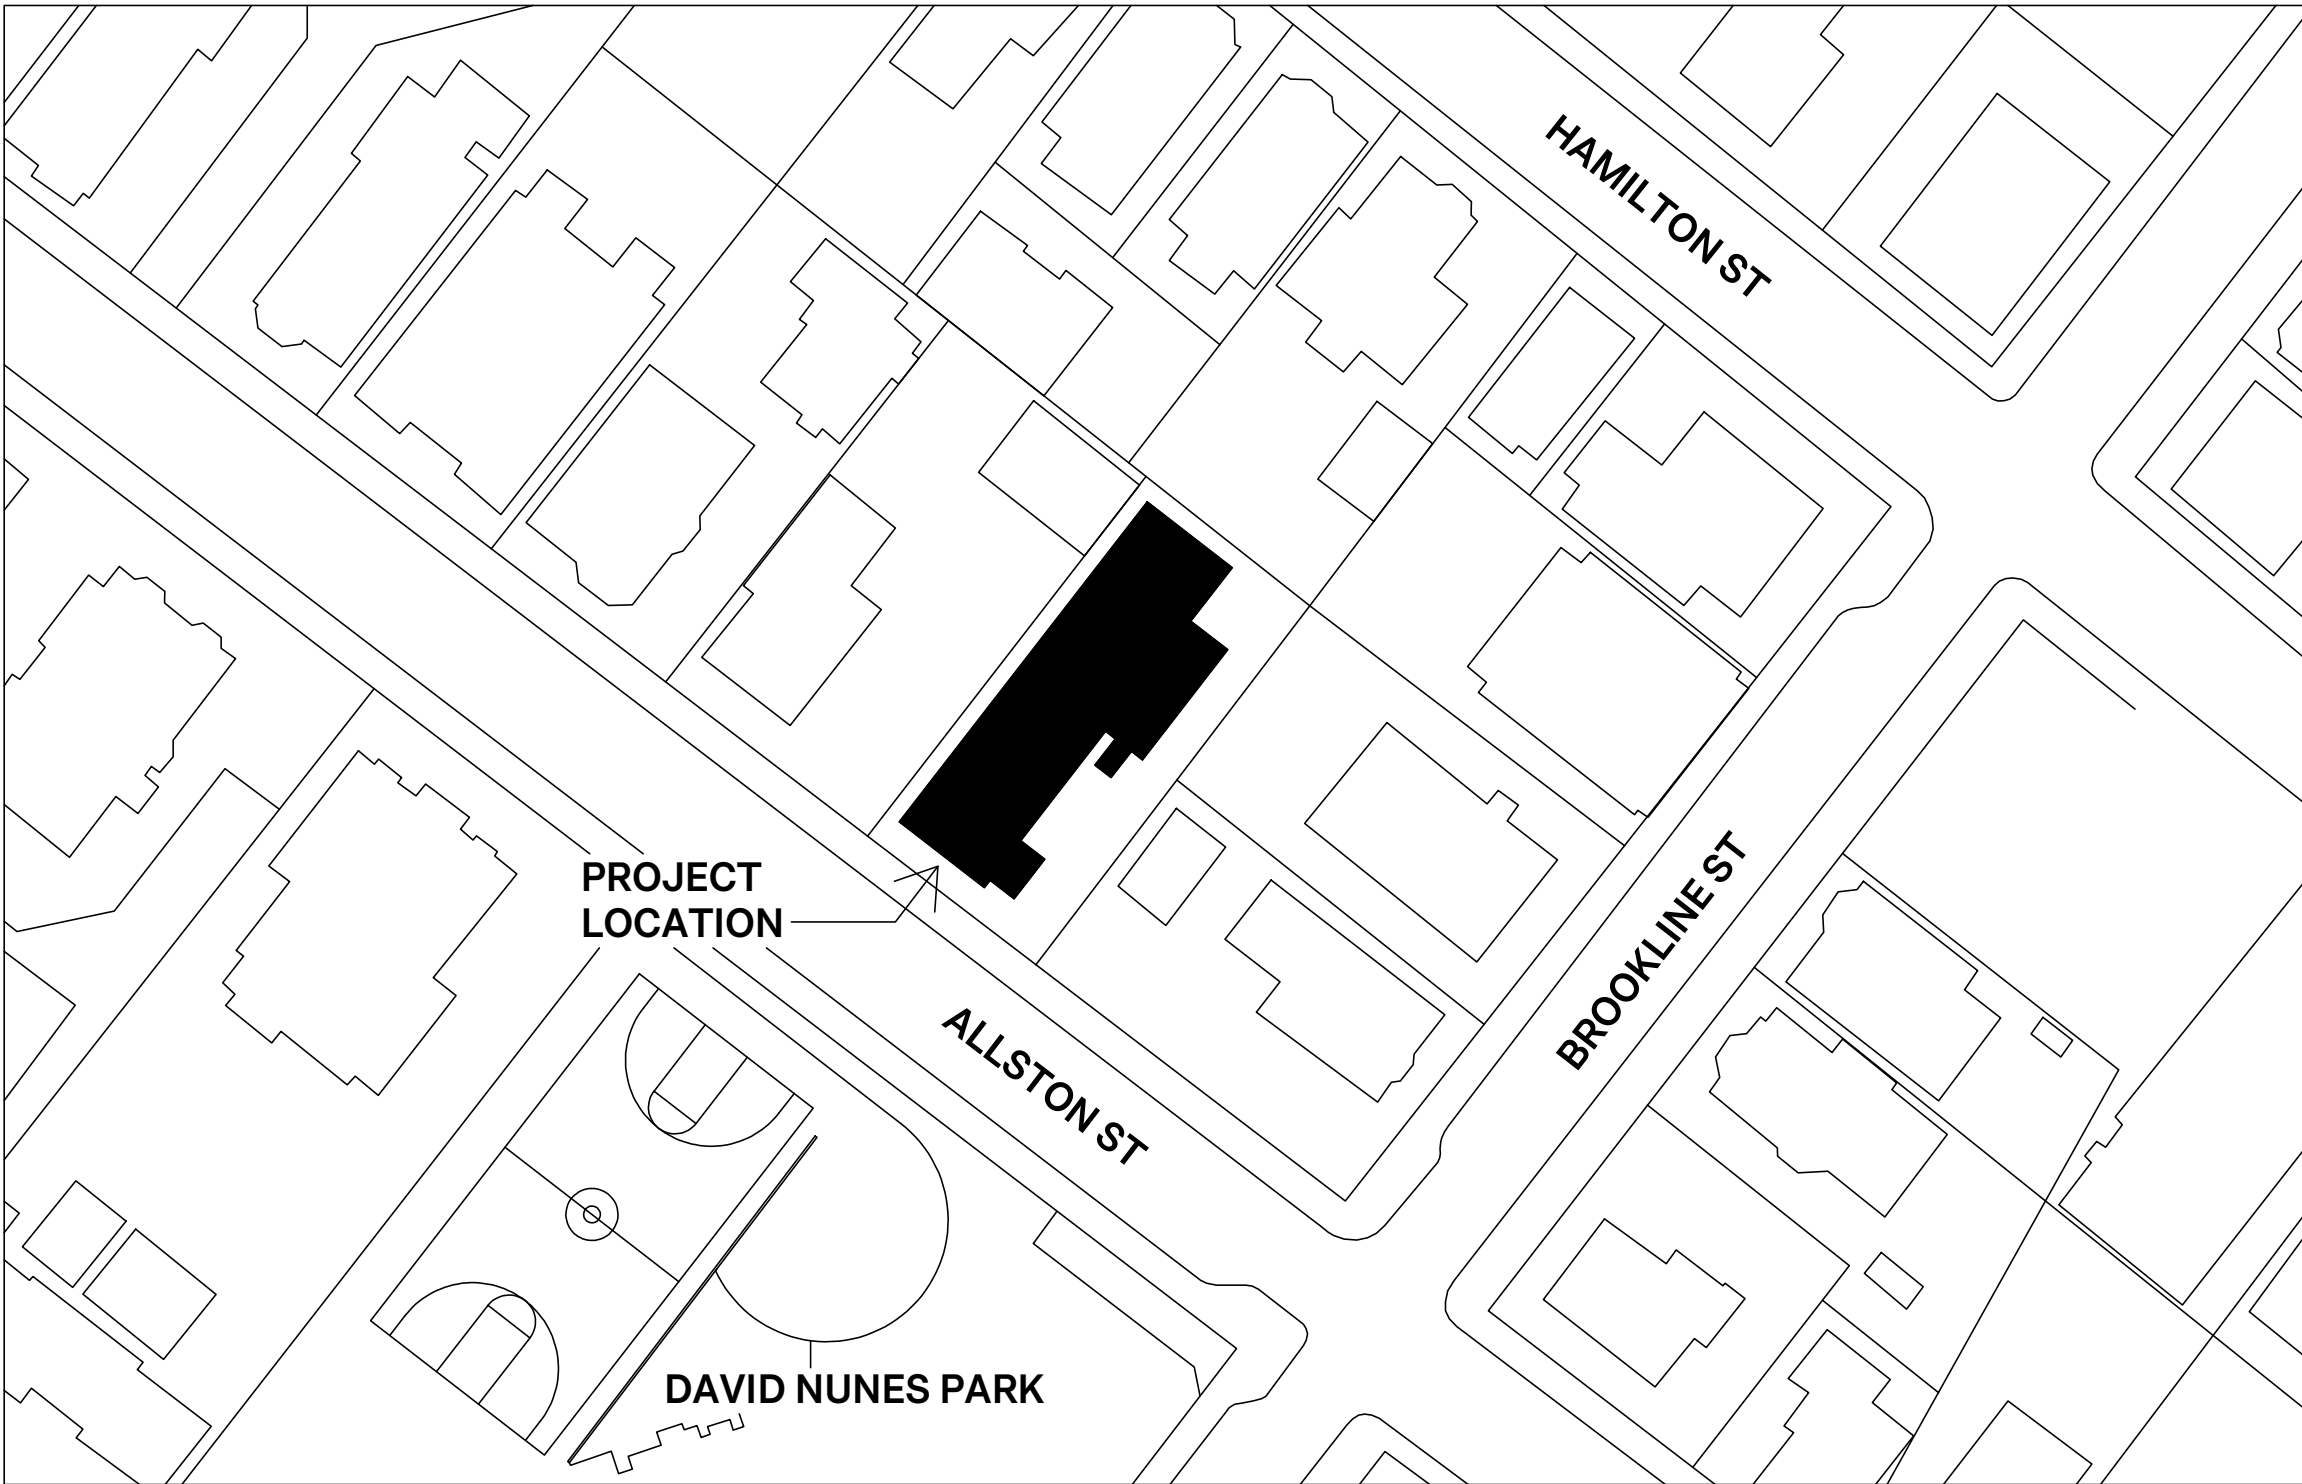 HAMILTON ST
BROOKLINE ST
PROJECT
LOCATION
ALLSTON ST
DAVID NUNES PARK